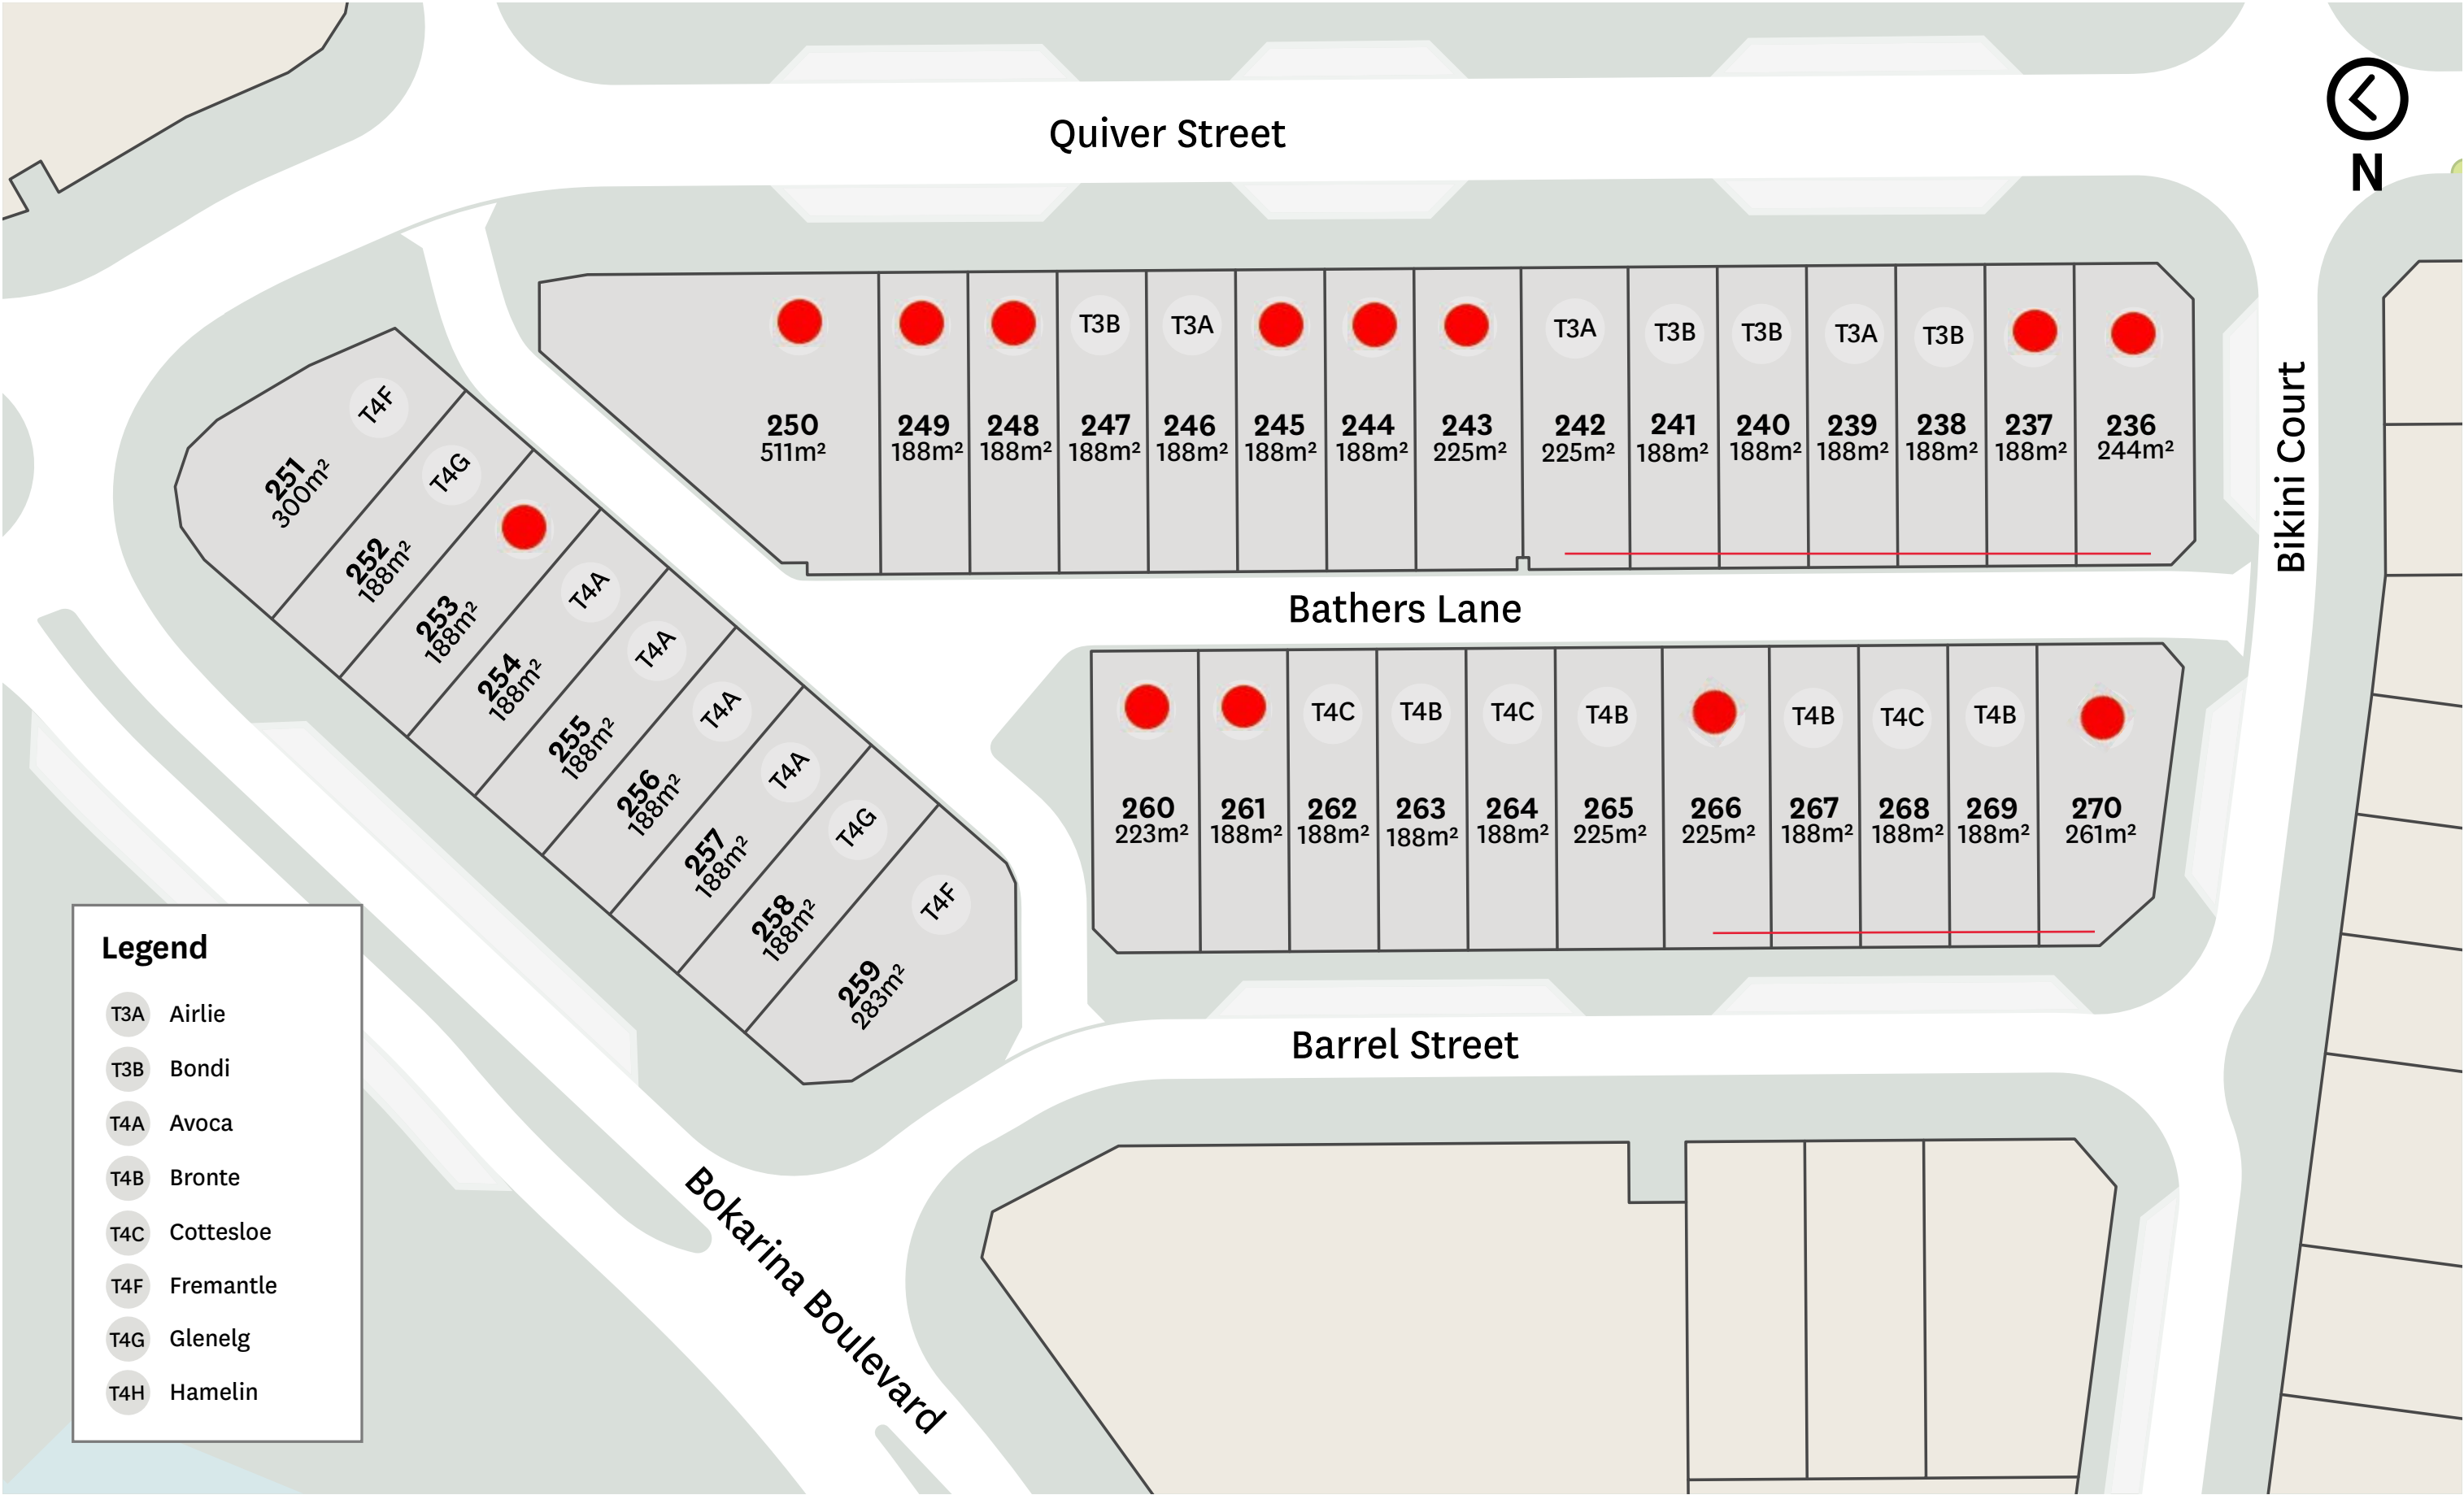 Quiver Street
N
T3B
T3A
T3A
T3B
T3B
T3A
T3B
250
511m²
249
188m²
248
188m²
247
188m²
246
188m²
245
188m²
244
188m²
243
225m²
242
225m²
241
188m²
240
188m²
239
188m²
238
188m²
237
188m²
236
244m²
Bikini Court
Bathers Lane
T4F
251
300m²
T4G
252
188m²
253
188m²
T4A
254
188m²
T4A
255
188m²
T4A
256
188m²
T4A
257
188m²
T4G
258
188m²
T4F
259
283m²
T4C
T4B
T4C
T4B
T4B
T4C
T4B
260
223m²
261
188m²
262
188m²
263
188m²
264
188m²
265
225m²
266
225m²
267
188m²
268
188m²
269
188m²
270
261m²
Barrel Street
Bokarina Boulevard
Legend
T3A Airlie
T3B Bondi
T4A Avoca
T4B Bronte
T4C Cottesloe
T4F Fremantle
T4G Glenelg
T4H Hamelin